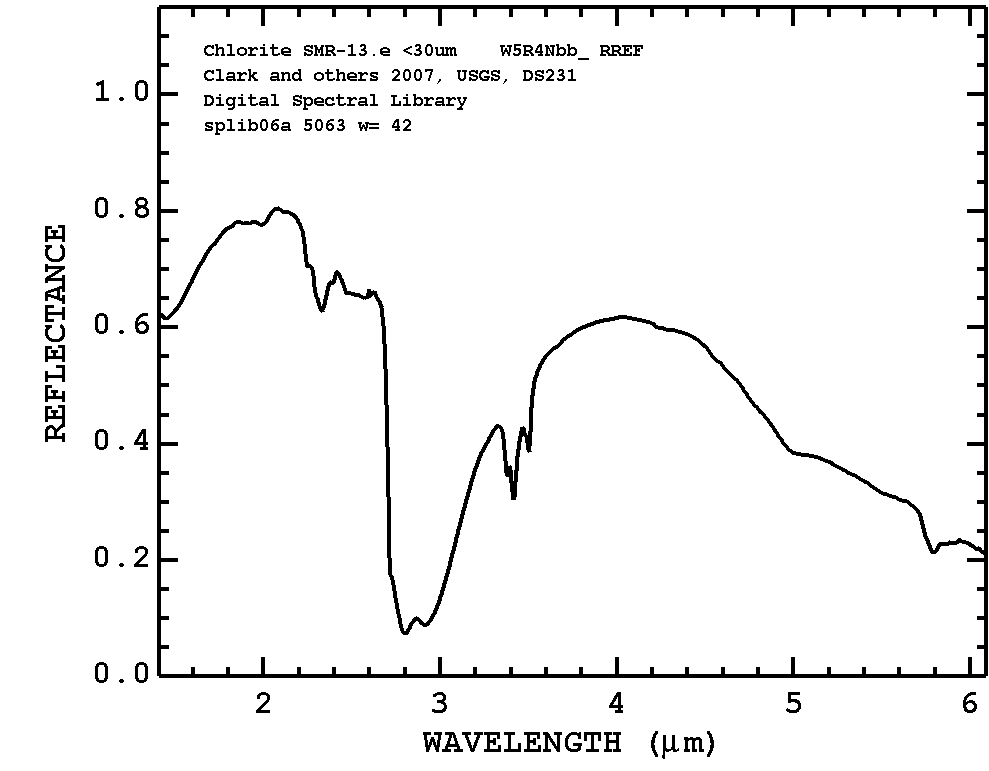 Chlorite SMR-13.e <30um W5R4Nbb_ RREF
Clark and others 2007, USGS, DS231
Digital Spectral Library
splib06a 5063 w= 42
REFLECTANCE
1.0
0.8
0.6
0.4
0.2
0.0
2 3 4 5 6
WAVELENGTH (μm)